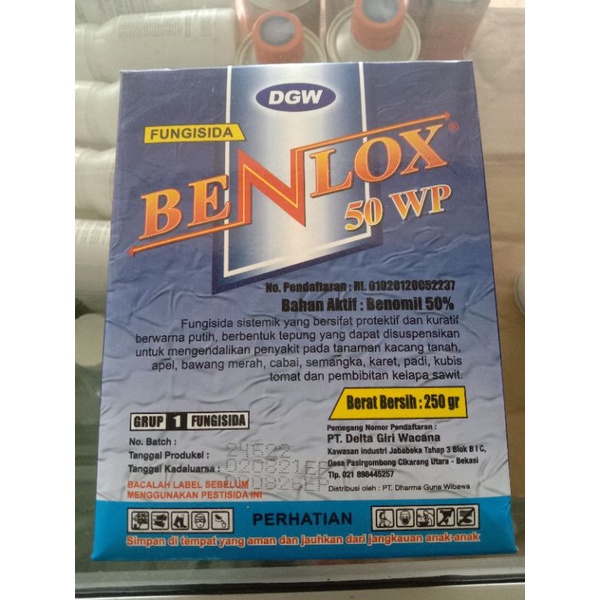 DGW
FUNGISIDA
BENLOX®
50 WP
No. Pendaftaran : RI. 01020120052237
Bahan Aktif : Benomil 50%
Fungisida sistemik yang bersifat protektif dan kuratif
berwarna putih, berbentuk tepung yang dapat disuspensikan
untuk mengendalikan penyakit pada tanaman kacang tanah,
apel, bawang merah, cabai, semangka, karet, padi, kubis
tomat dan pembibitan kelapa sawit.
Berat Bersih : 250 gr
GRUP 1 FUNGISIDA
Pemegang Nomor Pendaftaran :
PT. Delta Giri Wacana
Kawasan industri Jababeka Tahap 3 Blok B I C,
Desa Pasirgombong Cikarang Utara - Bekasi
Tlp. 021 898445257
Distribusi oleh : PT. Dharma Guna Wibawa
No. Batch :
Tanggal Produksi :
Tanggal Kadaluarsa :
BACALAH LABEL SEBELUM
MENGGUNAKAN PESTISIDA INI
PERHATIAN
Simpan di tempat yang aman dan jauhkan dari jangkauan anak-anak